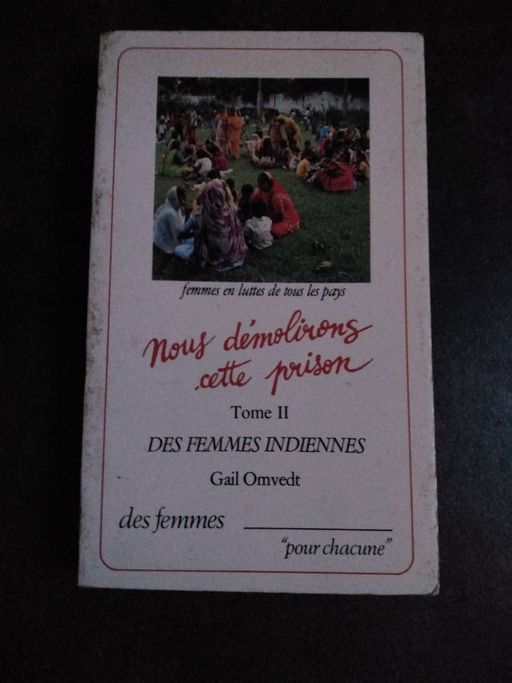 femmes en luttes de tous les pays
nous démolirons
cette prison
Tome II
DES FEMMES INDIENNES
Gail Omvedt
des femmes
"pour chacune"